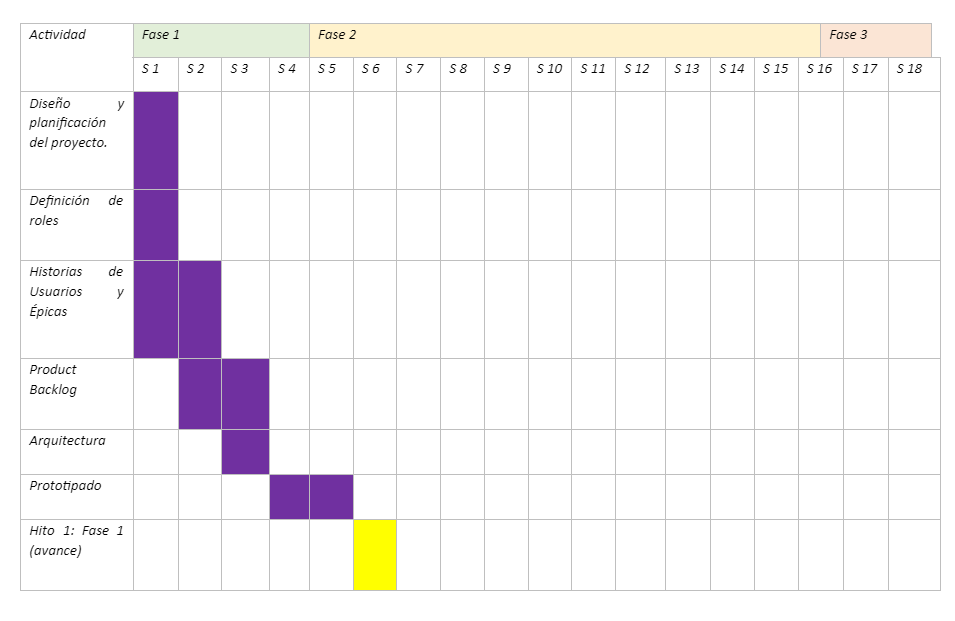 Actividad Fase 1 Fase 2 Fase 3
S 1 S 2 S 3 S 4 S 5 S 6 S 7 S 8 S 9 S 10 S 11 S 12 S 13 S 14 S 15 S 16 S 17 S 18
Diseño y
planificación
del proyecto.
Definición de
roles
Historias de
Usuarios y
Épicas
Product
Backlog
Arquitectura
Prototipado
Hito 1: Fase 1
(avance)